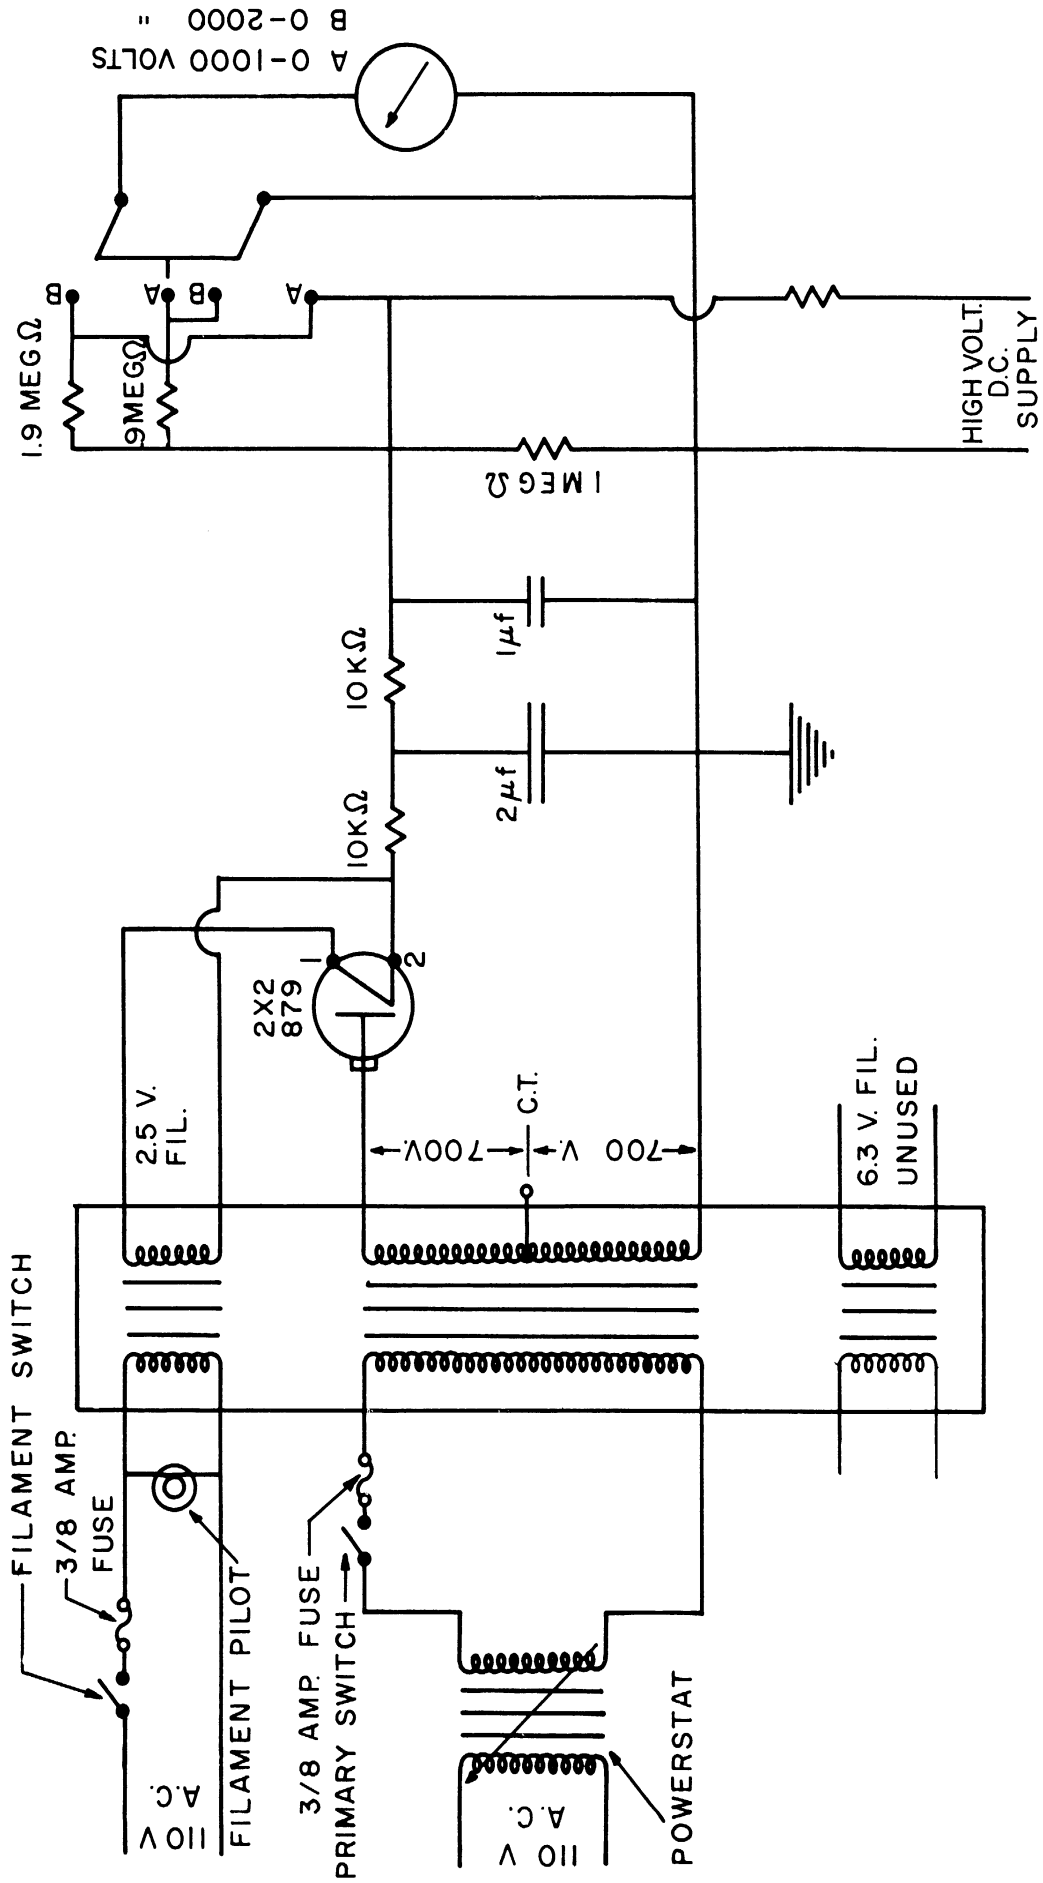 A 0-1000 VOLTS
B 0-2000 "
B
A
B
A
1.9 MEGΩ
.9MEGΩ
1 MEGΩ
HIGH VOLT.
D.C.
SUPPLY
10KΩ
1μf
10KΩ
2μf
1
2
2X2
879
2.5 V.
FIL.
700V.
C.T.
700 V.
6.3 V. FIL.
UNUSED
FILAMENT SWITCH
3/8 AMP.
FUSE
FILAMENT PILOT
110 V
A.C.
3/8 AMP. FUSE
PRIMARY SWITCH
110 V
A.C.
POWERSTAT